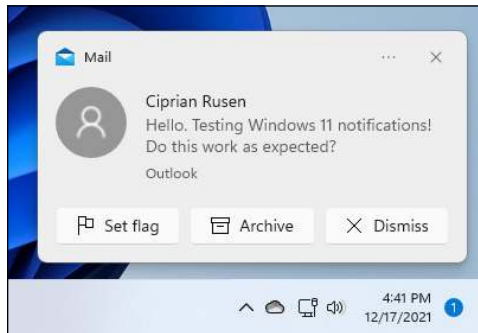 Mail
Ciprian Rusen
Hello. Testing Windows 11 notifications!
Do this work as expected?
Outlook
Set flag
Archive
Dismiss
4:41 PM
12/17/2021
1